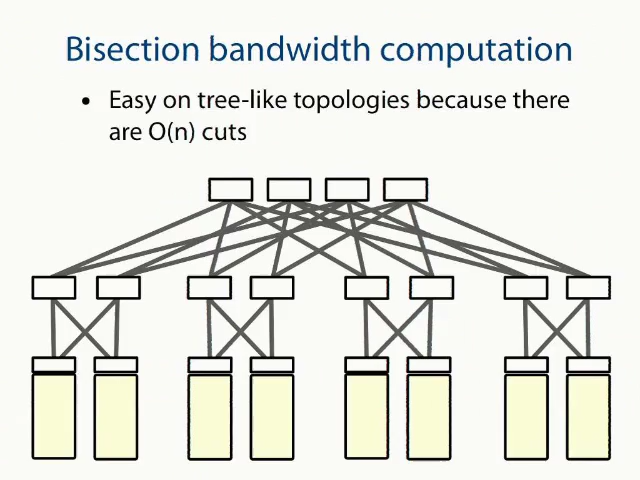 Bisection bandwidth computation
• Easy on tree-like topologies because there
are O(n) cuts